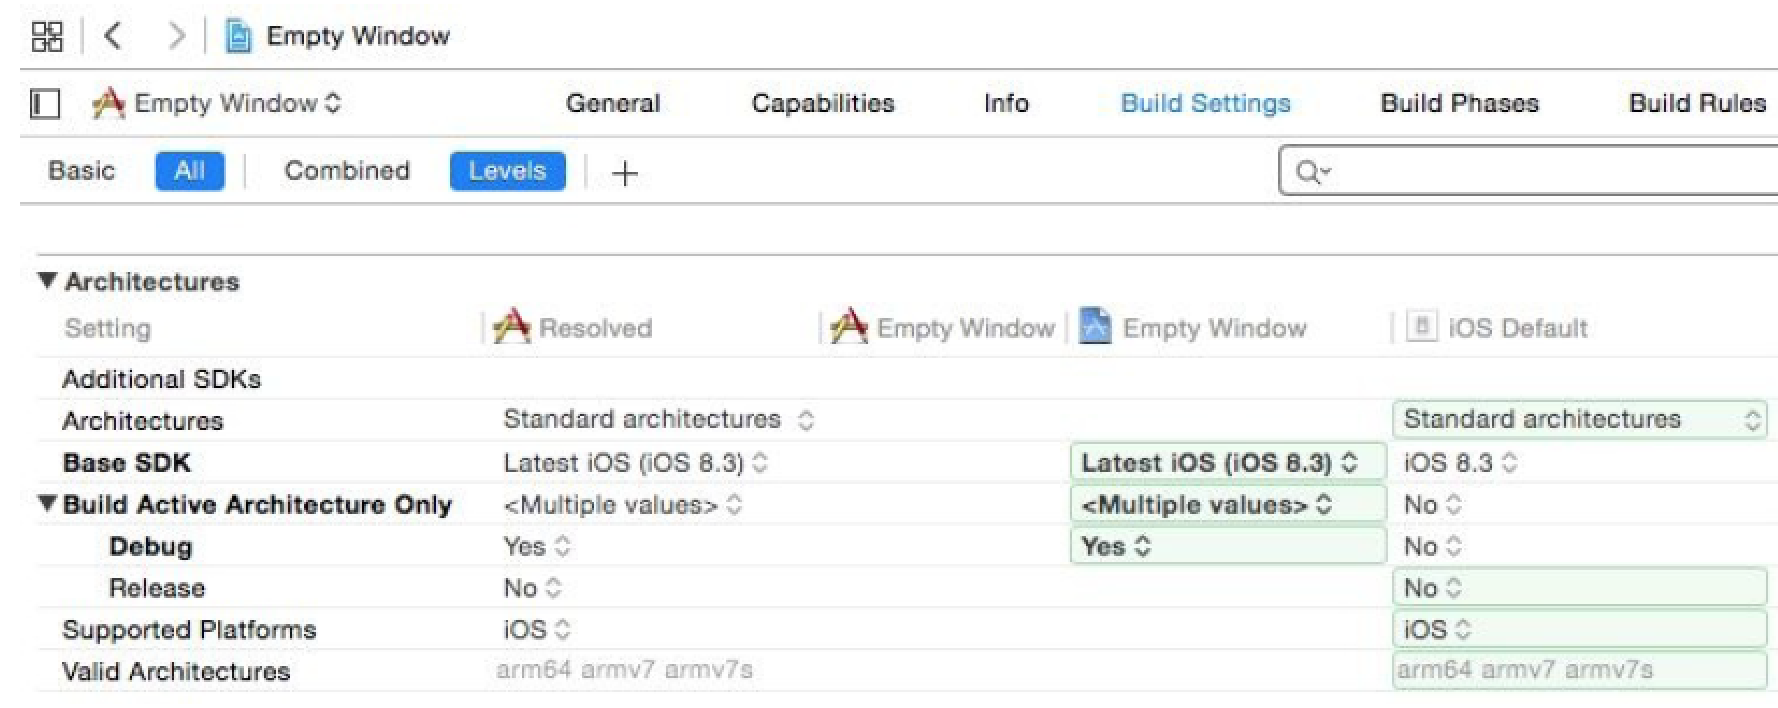 Empty Window
Empty Window General Capabilities Info Build Settings Build Phases Build Rules
Basic All Combined Levels +
Architectures
Setting Resolved Empty Window Empty Window iOS Default
Additional SDKs
Architectures Standard architectures Standard architectures
Base SDK Latest iOS (iOS 8.3) Latest iOS (iOS 8.3) iOS 8.3
Build Active Architecture Only <Multiple values> <Multiple values> No
Debug Yes Yes No
Release No No
Supported Platforms iOS iOS
Valid Architectures arm64 armv7 armv7s arm64 armv7 armv7s